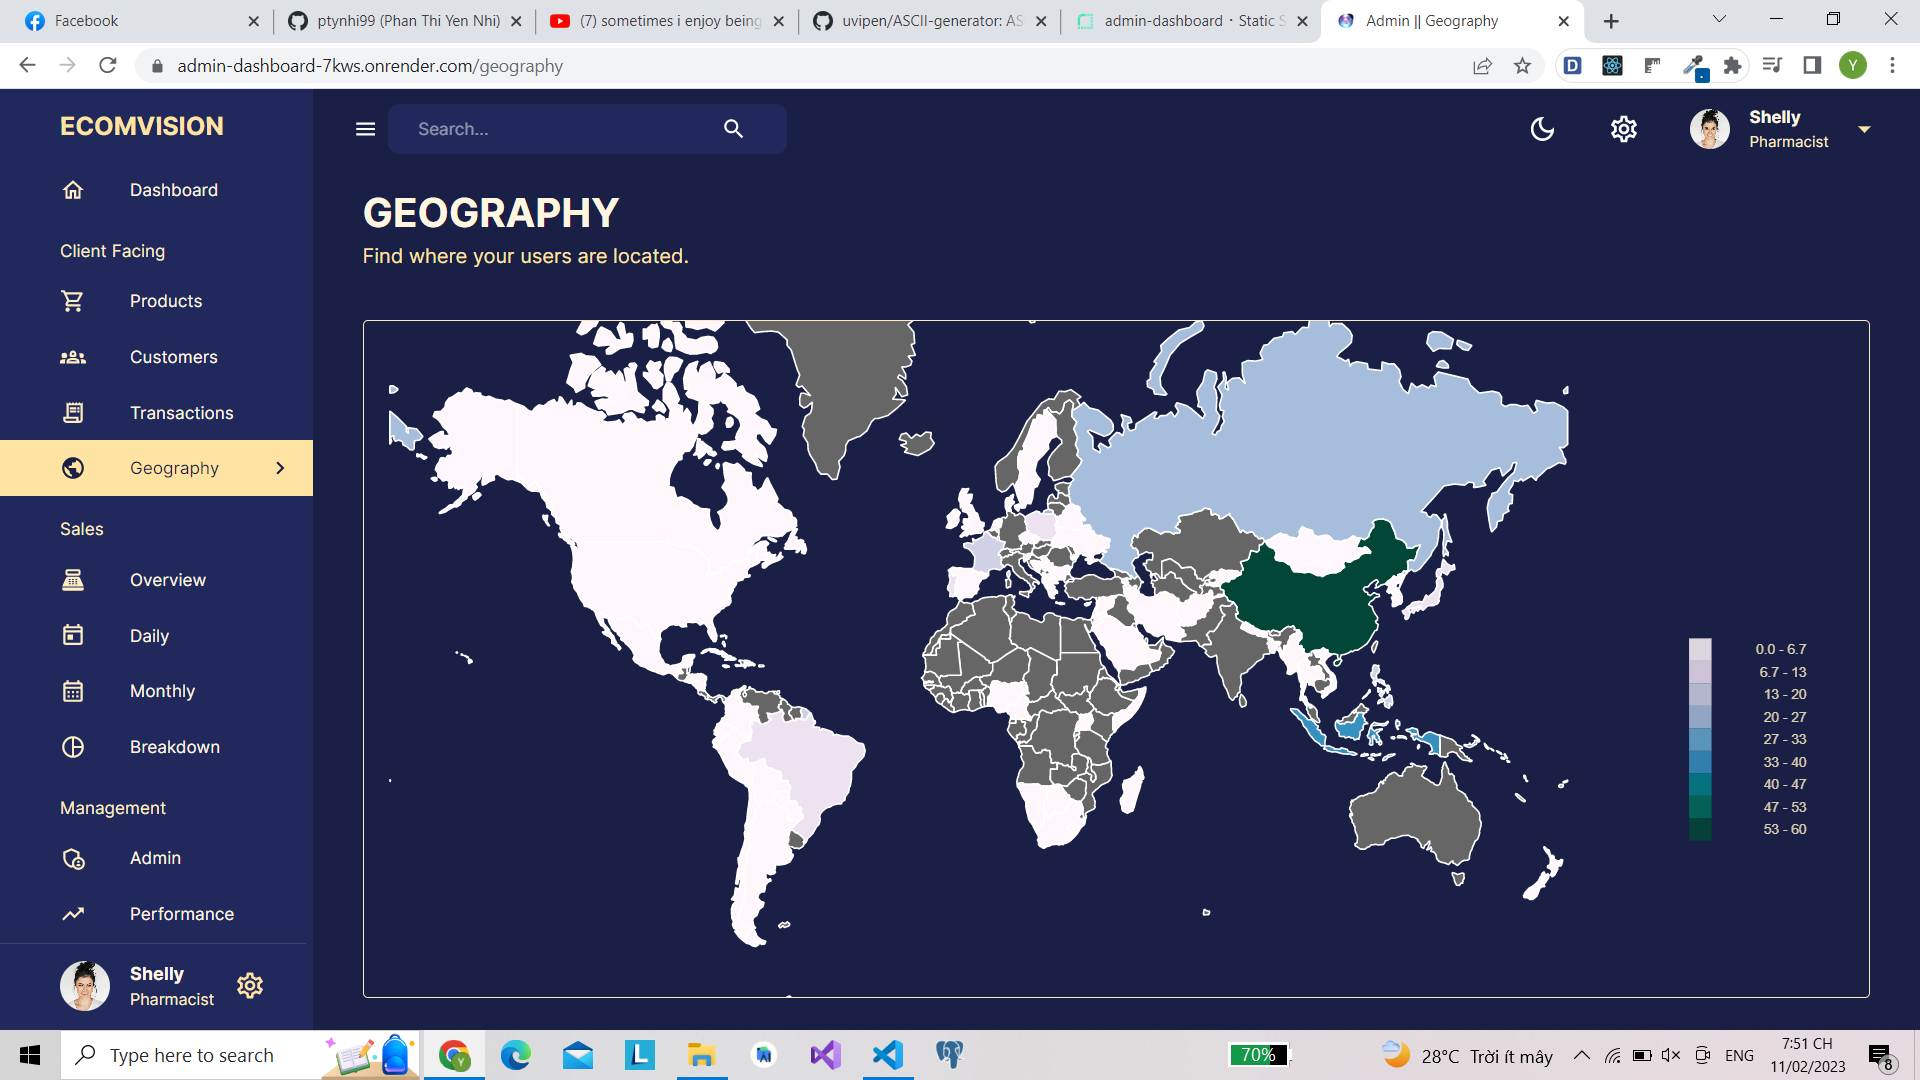 Facebook
ptynhi99 (Phan Thi Yen Nhi)
(7) sometimes i enjoy being
uvipen/ASCII-generator: AS
admin-dashboard · Static S
Admin || Geography
admin-dashboard-7kws.onrender.com/geography
Y
ECOMVISION
Search...
Shelly
Pharmacist
Dashboard
Client Facing
Products
Customers
Transactions
Geography
Sales
Overview
Daily
Monthly
Breakdown
Management
Admin
Performance
Shelly
Pharmacist
GEOGRAPHY
Find where your users are located.
0.0 - 6.7
6.7 - 13
13 - 20
20 - 27
27 - 33
33 - 40
40 - 47
47 - 53
53 - 60
Type here to search
70%
28°C Trời ít mây
ENG
7:51 CH
11/02/2023
8